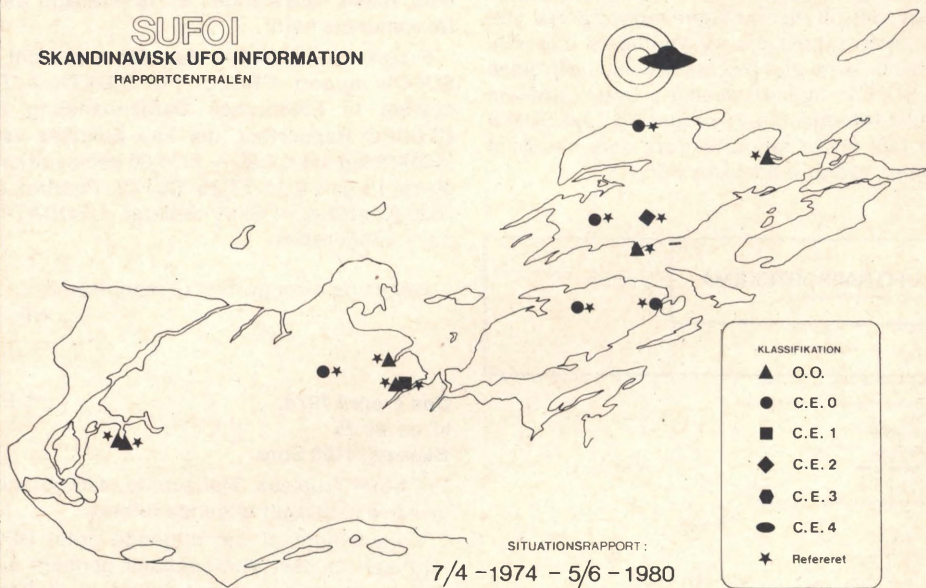 SUFOI
SKANDINAVISK UFO INFORMATION
RAPPORTCENTRALEN
KLASSIFIKATION
O.O.
C.E. 0
C.E. 1
C.E. 2
C.E. 3
C.E. 4
Refereret
SITUATIONSRAPPORT:
7/4 - 1974 - 5/6 - 1980